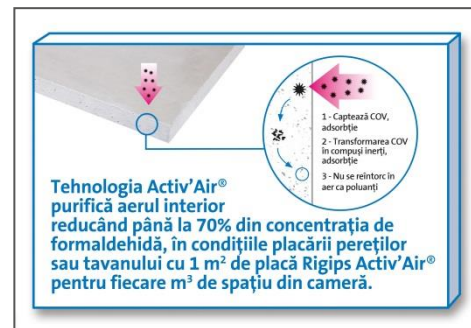 1 - Captează COV,
adsorbție
2 - Transformarea COV
în compuși inerți,
adsorbție
3 - Nu se reîntorc în
aer ca poluanți
Tehnologia Activ’Air®
purifică aerul interior
reducând până la 70% din concentrația de
formaldehidă, în condițiile placării pereților
sau tavanului cu 1 m² de placă Rigips Activ’Air®
pentru fiecare m³ de spațiu din cameră.